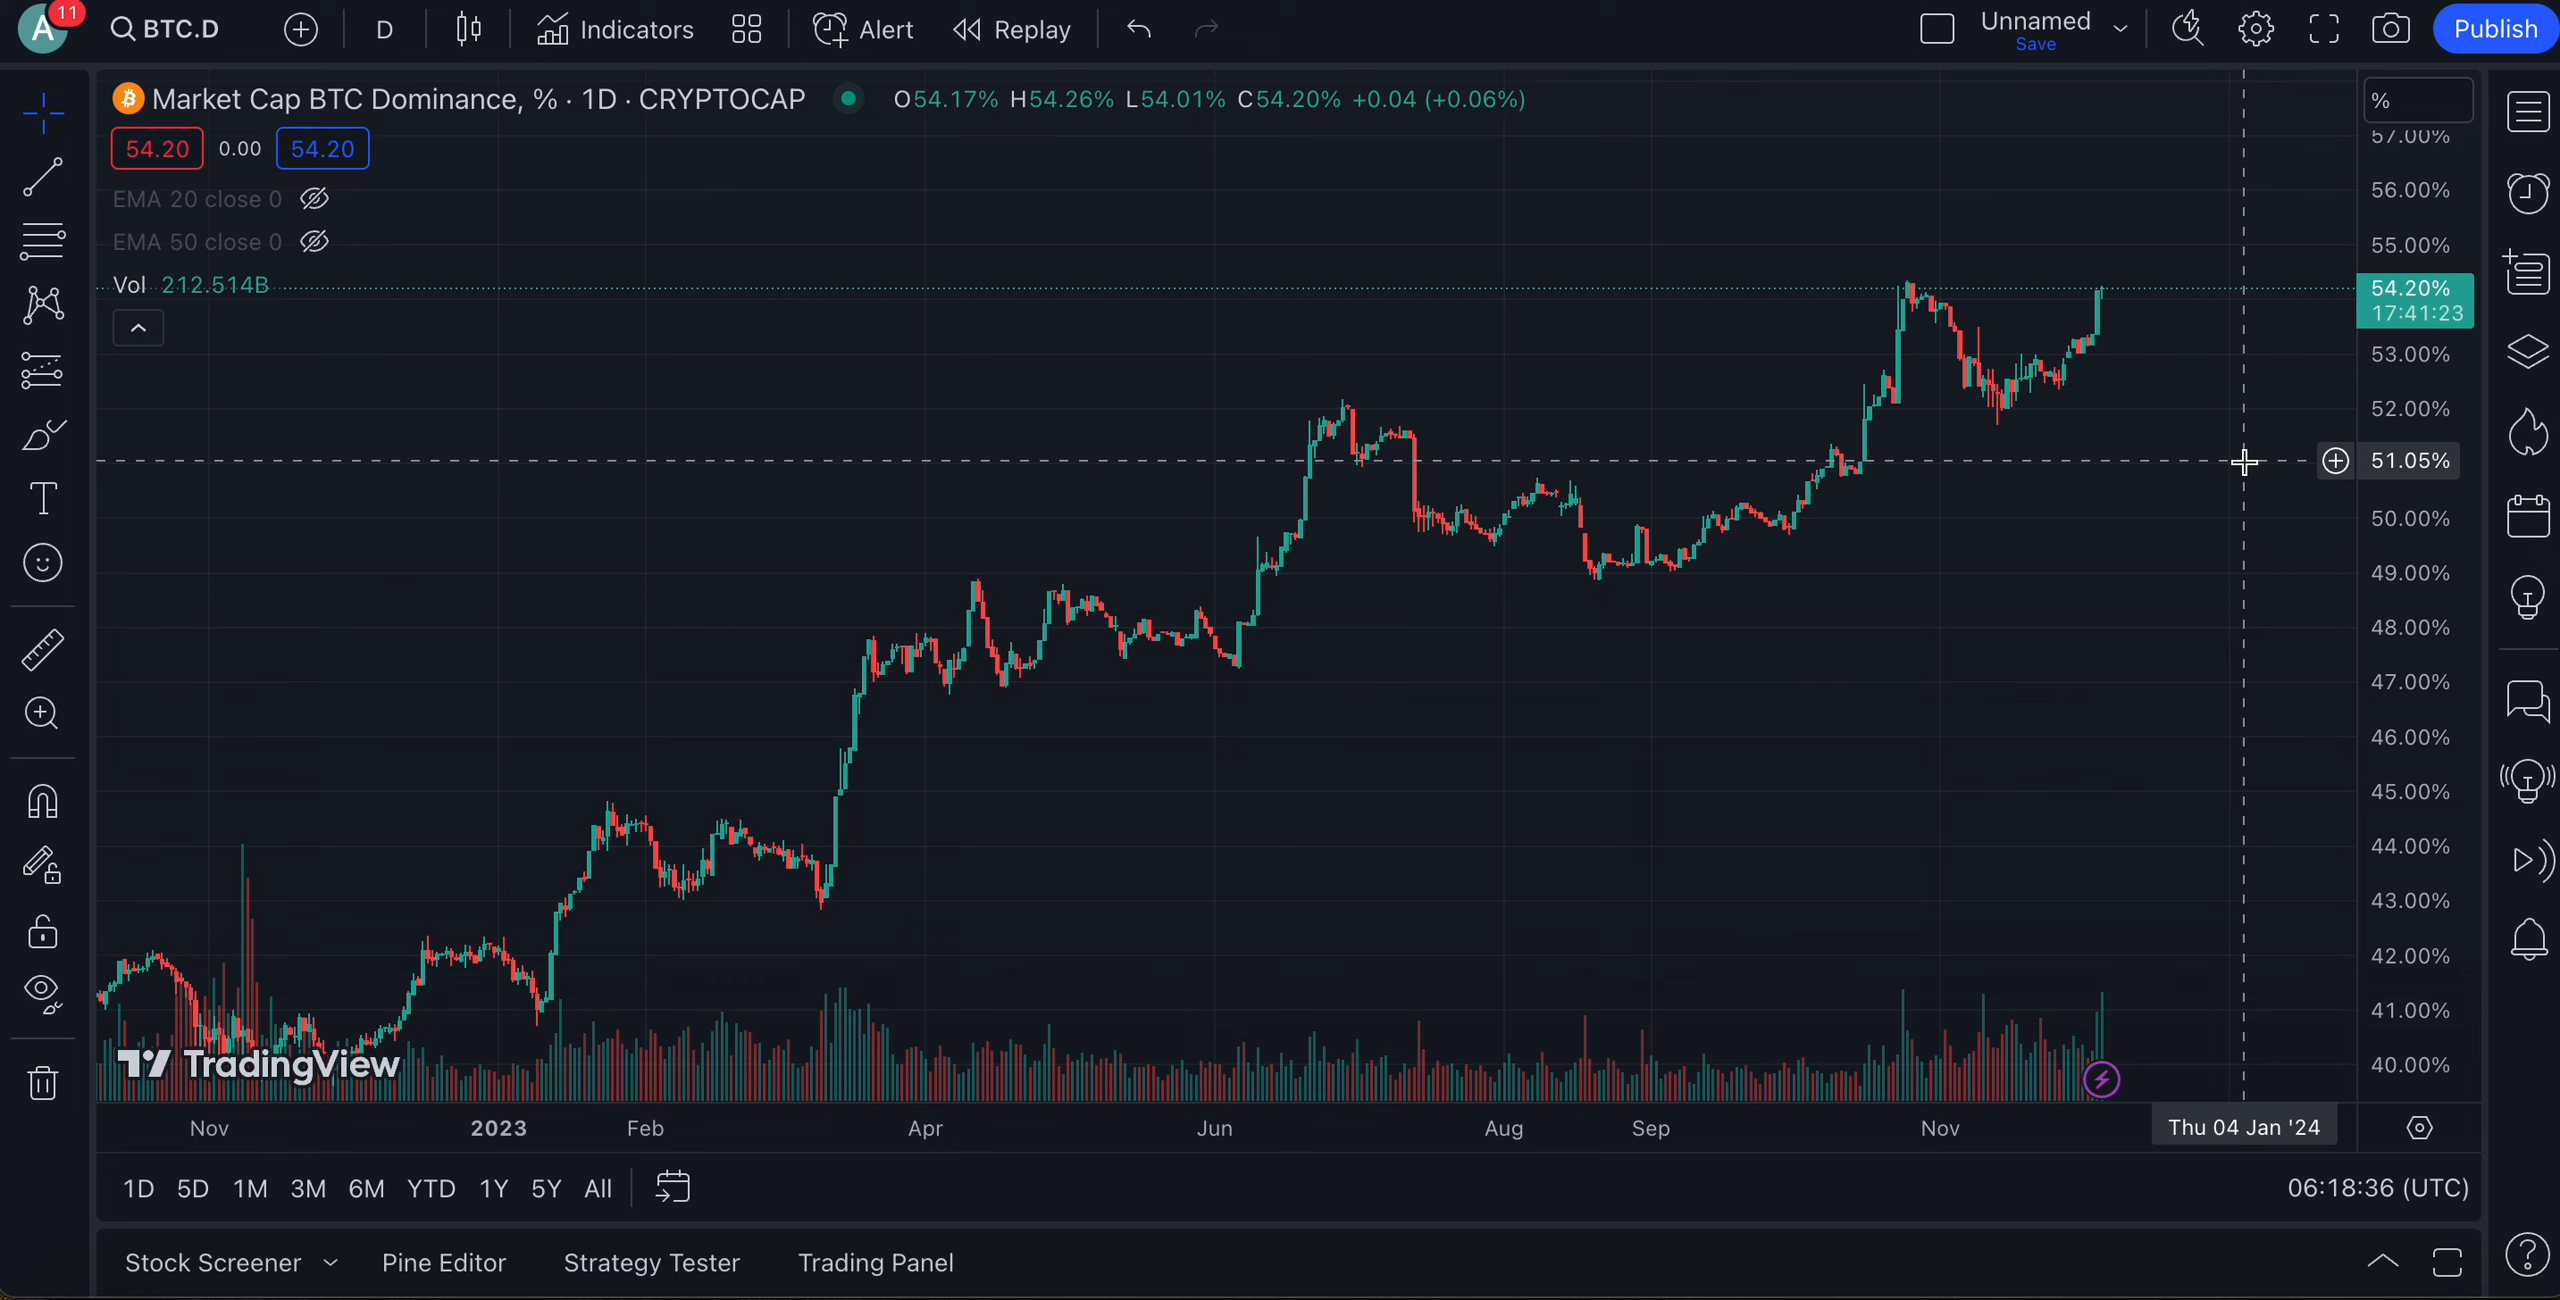 A 11 BTC.D D Indicators Alert Replay Unnamed Save Publish
Market Cap BTC Dominance, % · 1D · CRYPTOCAP O54.17% H54.26% L54.01% C54.20% +0.04 (+0.06%) %
54.20 0.00 54.20
EMA 20 close 0
EMA 50 close 0
Vol 212.514B
57.00%
56.00%
55.00%
54.20%
17:41:23
53.00%
52.00%
51.05%
50.00%
49.00%
48.00%
47.00%
46.00%
45.00%
44.00%
43.00%
42.00%
41.00%
40.00%
TradingView
Nov 2023 Feb Apr Jun Aug Sep Nov Thu 04 Jan '24
1D 5D 1M 3M 6M YTD 1Y 5Y All 06:18:36 (UTC)
Stock Screener Pine Editor Strategy Tester Trading Panel